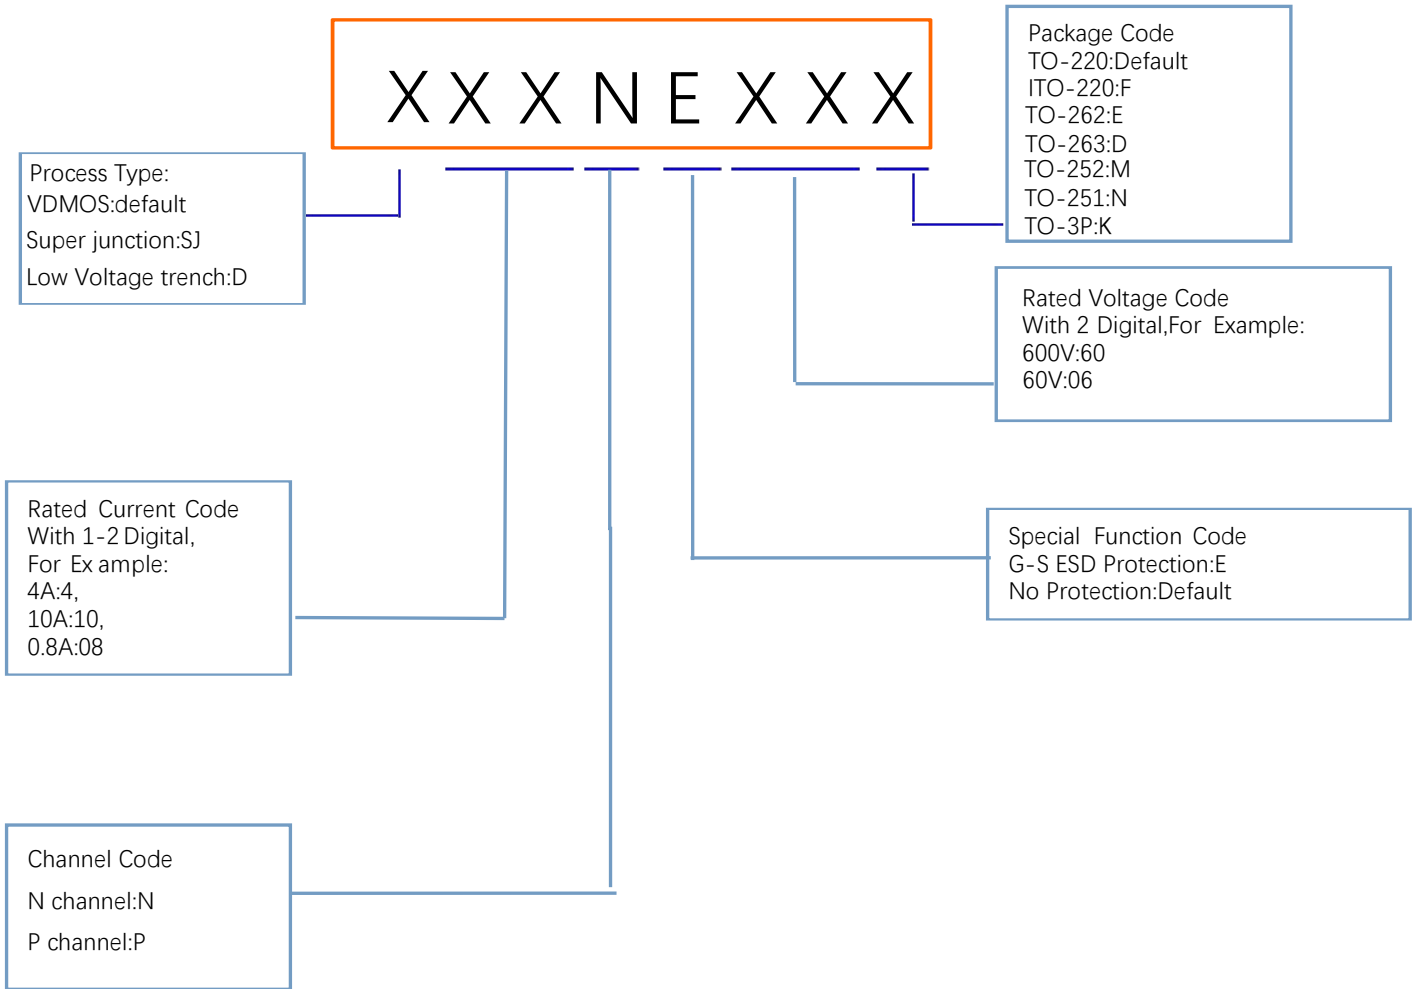 X X X N E X X X
Package Code
TO-220:Default
ITO-220:F
TO-262:E
TO-263:D
TO-252:M
TO-251:N
TO-3P:K
Process Type:
VDMOS:default
Super junction:SJ
Low Voltage trench:D
Rated Voltage Code
With 2 Digital,For Example:
600V:60
60V:06
Rated Current Code
With 1-2 Digital,
For Ex ample:
4A:4,
10A:10,
0.8A:08
Special Function Code
G-S ESD Protection:E
No Protection:Default
Channel Code
N channel:N
P channel:P